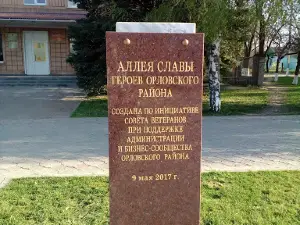 АЛЛЕЯ СЛАВЫ
ГЕРОЕВ ОРЛОВСКОГО
РАЙОНА
СОЗДАНА ПО ИНИЦИАТИВЕ
СОВЕТА ВЕТЕРАНОВ
ПРИ ПОДДЕРЖКЕ
АДМИНИСТРАЦИИ
И БИЗНЕС-СООБЩЕСТВА
ОРЛОВСКОГО РАЙОНА
9 мая 2017 г.